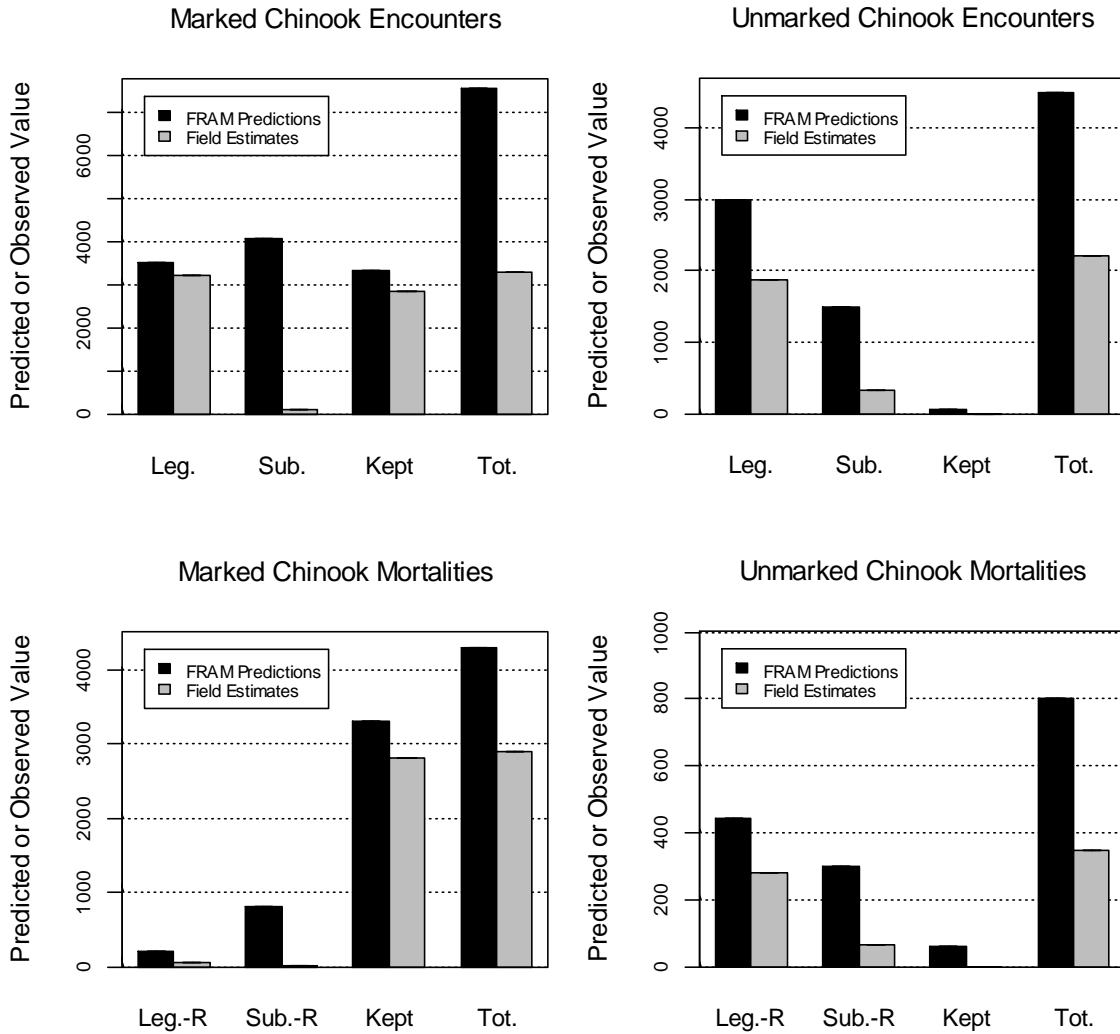 Marked Chinook Encounters
Predicted or Observed Value
0 2000 4000 6000
FRAM Predictions
Field Estimates
Leg. Sub. Kept Tot.
Unmarked Chinook Encounters
Predicted or Observed Value
0 1000 2000 3000 4000
FRAM Predictions
Field Estimates
Leg. Sub. Kept Tot.
Marked Chinook Mortalities
Predicted or Observed Value
0 1000 2000 3000 4000
FRAM Predictions
Field Estimates
Leg.-R Sub.-R Kept Tot.
Unmarked Chinook Mortalities
Predicted or Observed Value
0 200 400 600 800 1000
FRAM Predictions
Field Estimates
Leg.-R Sub.-R Kept Tot.